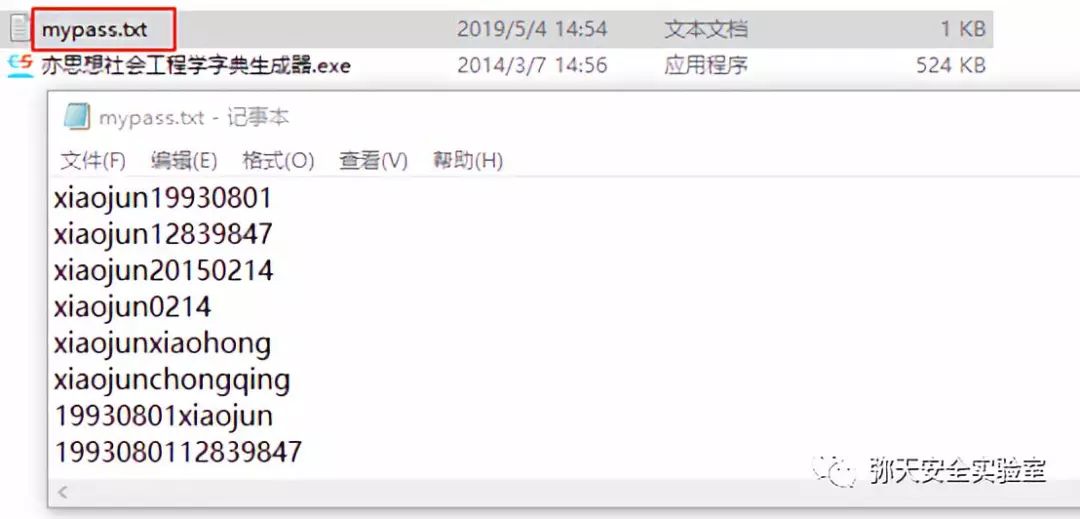 mypass.txt 2019/5/4 14:54 文本文档 1 KB
亦思想社会工程学字典生成器.exe 2014/3/7 14:56 应用程序 524 KB
mypass.txt - 记事本
文件(F) 编辑(E) 格式(O) 查看(V) 帮助(H)
xiaojun19930801
xiaojun12839847
xiaojun20150214
xiaojun0214
xiaojunxiaohong
xiaojunchongqing
19930801xiaojun
1993080112839847
弥天安全实验室